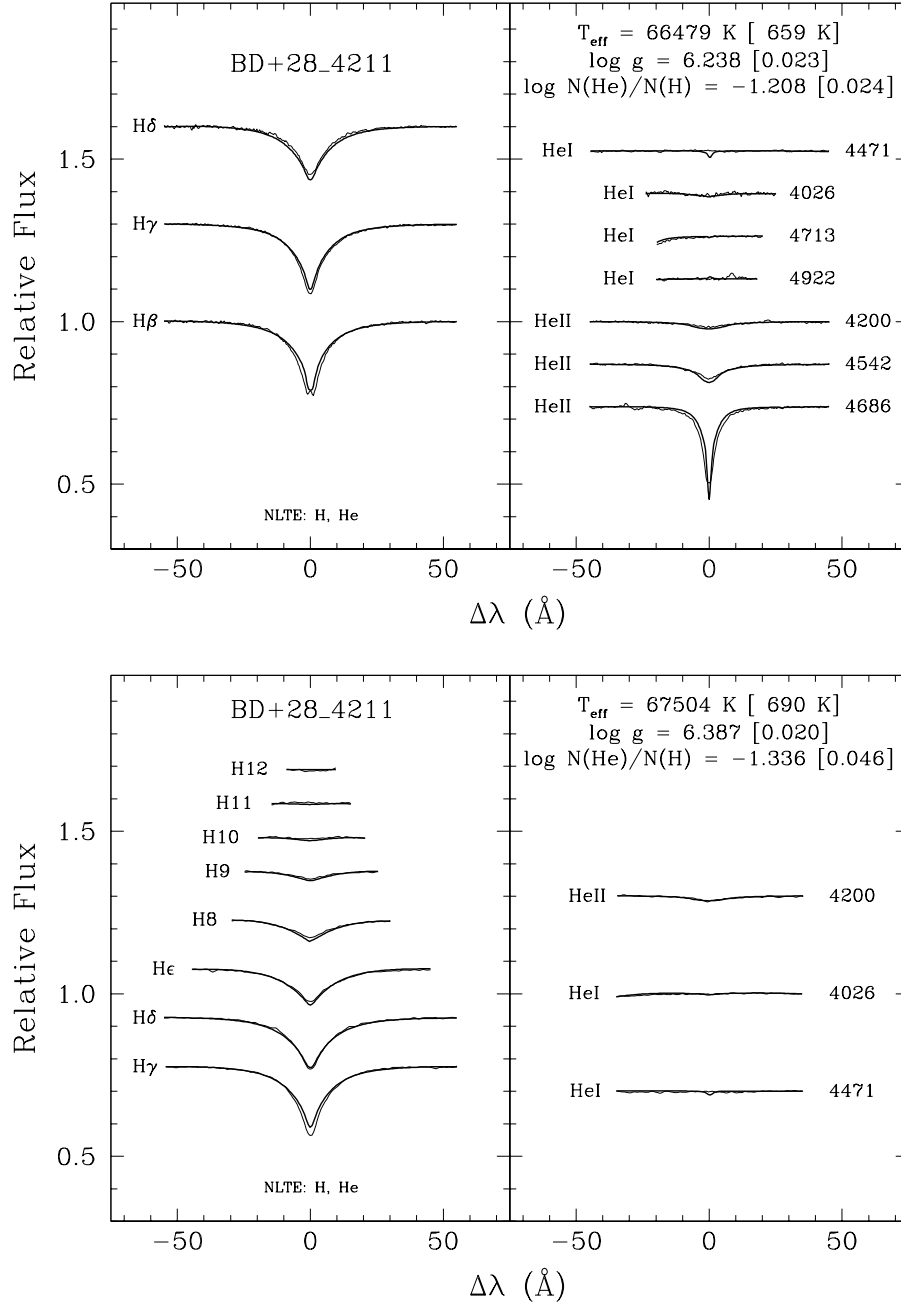 BD+28_4211
T_eff = 66479 K [ 659 K]
log g = 6.238 [0.023]
log N(He)/N(H) = −1.208 [0.024]
Relative Flux
1.5
1.0
0.5
Hδ
Hγ
Hβ
NLTE: H, He
HeI 4471
HeI 4026
HeI 4713
HeI 4922
HeII 4200
HeII 4542
HeII 4686
−50 0 50 −50 0 50
Δλ (Å)
BD+28_4211
T_eff = 67504 K [ 690 K]
log g = 6.387 [0.020]
log N(He)/N(H) = −1.336 [0.046]
Relative Flux
1.5
1.0
0.5
H12
H11
H10
H9
H8
Hϵ
Hδ
Hγ
NLTE: H, He
HeII 4200
HeI 4026
HeI 4471
−50 0 50 −50 0 50
Δλ (Å)